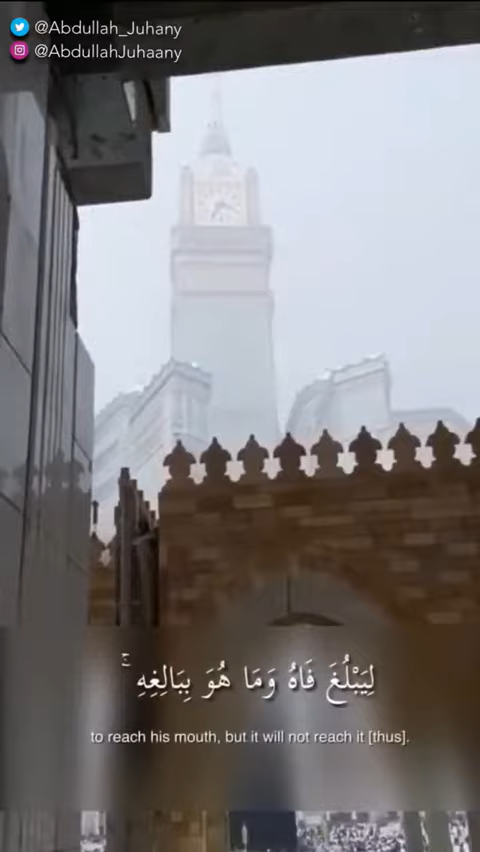 @Abdullah_Juhany
@AbdullahJuhaany
لِيَبْلُغَ فَاهُ وَمَا هُوَ بِبَالِغِهِ ۚ
to reach his mouth, but it will not reach it [thus].